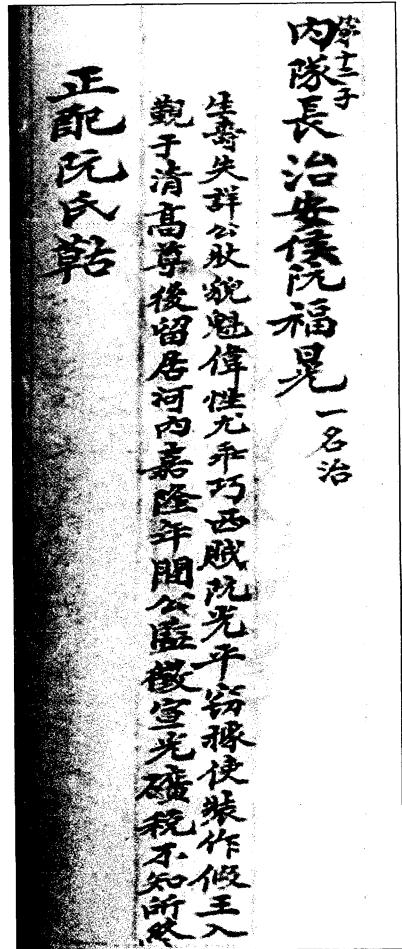 第十二子
內隊長治安侯阮福晃一名治
生壽失詳公狀貌魁偉性尤乖巧西賊阮光平竊據使裝作假王入
覲于清高尊後留居河內嘉隆年間公監徵宣光礦稅不知所終
正配阮氏